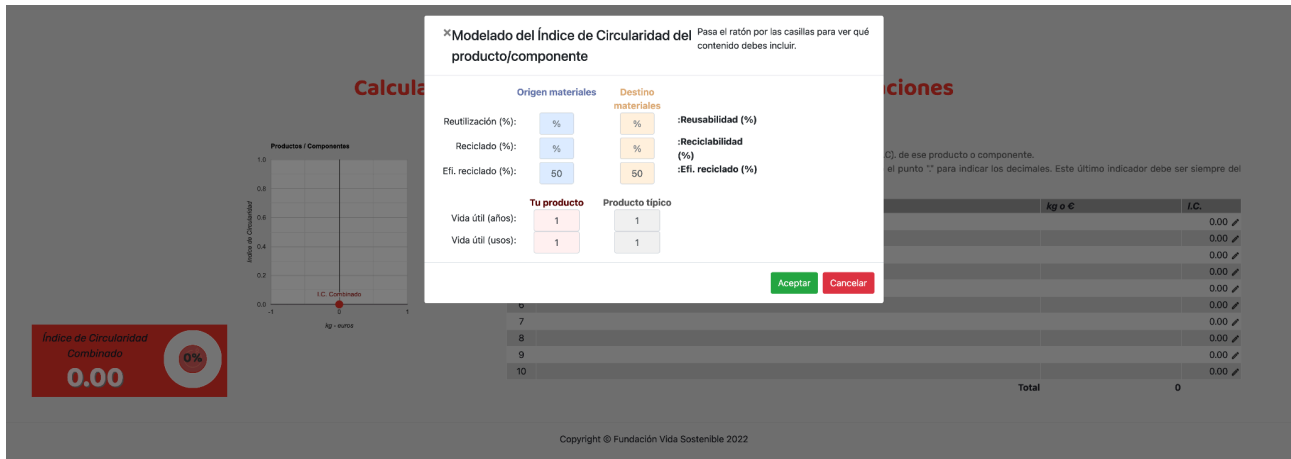 ×Modelado del Índice de Circularidad del
producto/componente
Pasa el ratón por las casillas para ver qué
contenido debes incluir.
Calcula
ciones
Origen materiales
Destino
materiales
Reutilización (%):
%
%
:Reusabilidad (%)
Reciclado (%):
%
%
:Reciclabilidad
(%)
Efi. reciclado (%):
50
50
:Efi. reciclado (%)
Tu producto
Producto típico
Vida útil (años):
1
1
Vida útil (usos):
1
1
Aceptar
Cancelar
Productos / Componentes
1.0
0.8
0.6
0.4
0.2
0.0
Indice de Circularidad
I.C. Combinado
-1
0
1
kg - euros
Índice de Circularidad
Combinado
0.00
0%
.C). de ese producto o componente.
el punto "." para indicar los decimales. Este último indicador debe ser siempre del
kg o €
I.C.
0.00
0.00
0.00
0.00
0.00
6
0.00
7
0.00
8
0.00
9
0.00
10
0.00
Total
0
Copyright © Fundación Vida Sostenible 2022